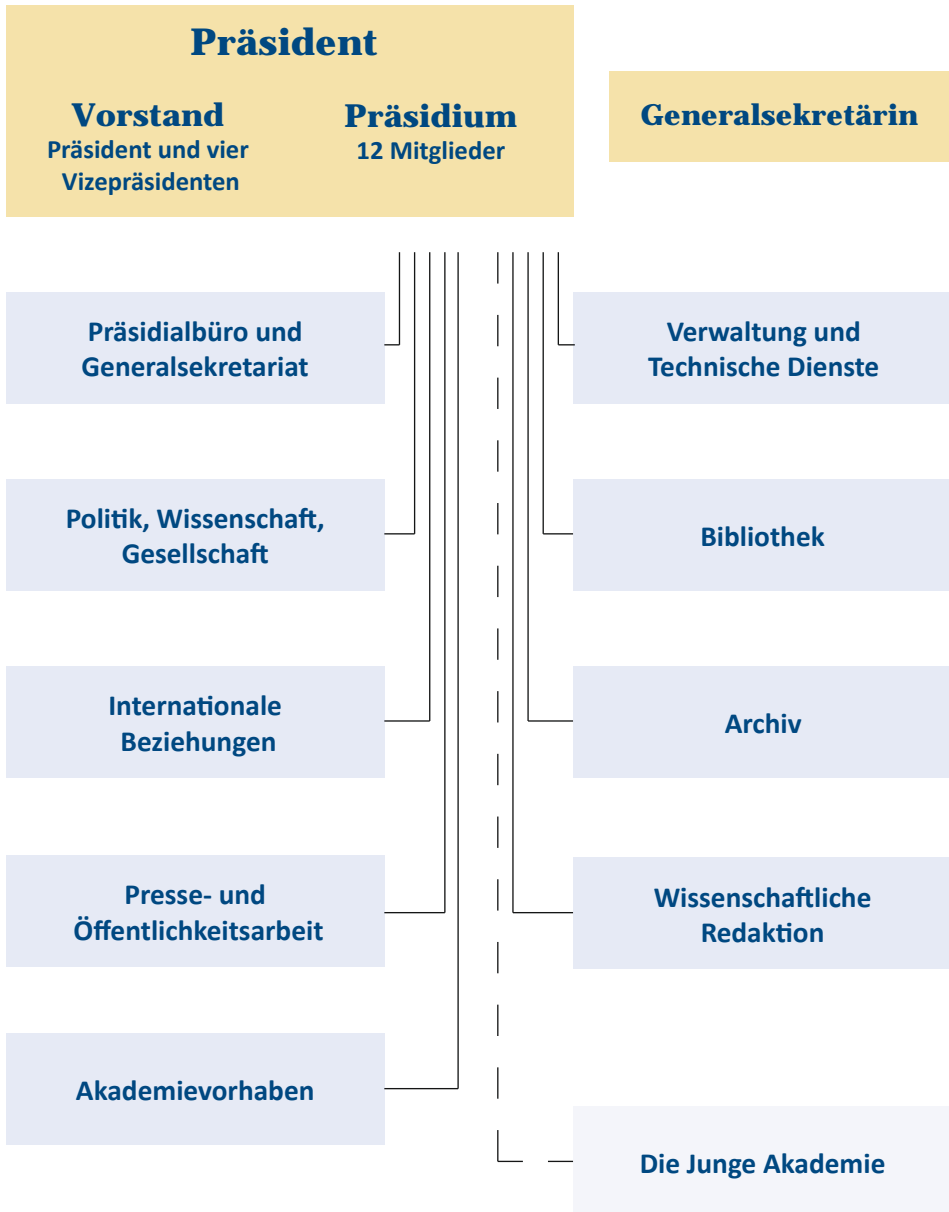 Präsident
Vorstand
Präsident und vier
Vizepräsidenten
Präsidium
12 Mitglieder
Generalsekretärin
Präsidialbüro und
Generalsekretariat
Verwaltung und
Technische Dienste
Politik, Wissenschaft,
Gesellschaft
Bibliothek
Internationale
Beziehungen
Archiv
Presse- und
Öffentlichkeitsarbeit
Wissenschaftliche
Redaktion
Akademievorhaben
Die Junge Akademie